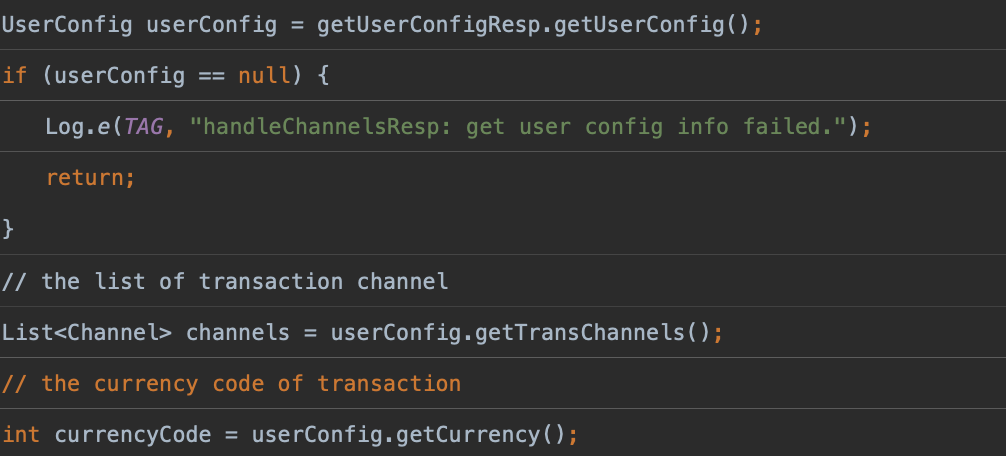 UserConfig userConfig = getUserConfigResp.getUserConfig();
if (userConfig == null) {
Log.e(TAG, "handleChannelsResp: get user config info failed.");
return;
}
// the list of transaction channel
List<Channel> channels = userConfig.getTransChannels();
// the currency code of transaction
int currencyCode = userConfig.getCurrency();